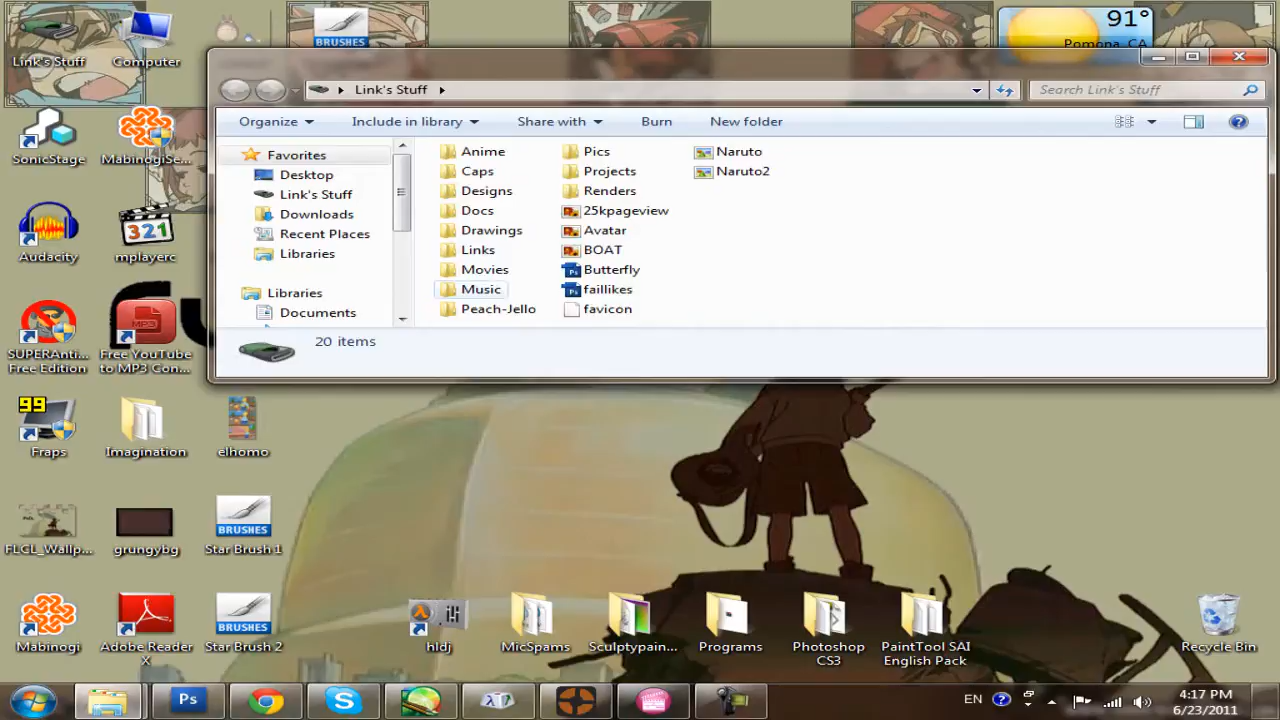 Link's Stuff
Computer
BRUSHES
91°
Pomona, CA
Link's Stuff
Search Link's Stuff
Organize
Include in library
Share with
Burn
New folder
SonicStage
MabinogiSe...
Favorites
Desktop
Link's Stuff
Downloads
Recent Places
Libraries
Libraries
Documents
Anime
Caps
Designs
Docs
Drawings
Links
Movies
Music
Peach-Jello
Pics
Projects
Renders
25kpageview
Avatar
BOAT
Butterfly
faillikes
favicon
Naruto
Naruto2
20 items
321
Audacity
mplayerc
MP3
SUPERAnti...
Free Edition
Free YouTube
to MP3 Con...
99
Fraps
Imagination
elhomo
BRUSHES
FLCL_Wallp...
grungybg
Star Brush 1
BRUSHES
Mabinogi
Adobe Reader
X
Star Brush 2
hldj
MicSpams
Sculptypain...
Programs
Photoshop
CS3
PaintTool SAI
English Pack
Recycle Bin
Ps
EN
4:17 PM
6/23/2011